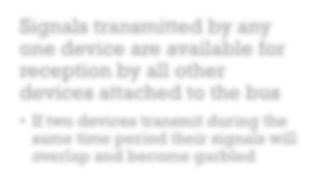 Signals transmitted by any
one device are available for
reception by all other
devices attached to the bus
• If two devices transmit during the
same time period their signals will
overlap and become garbled